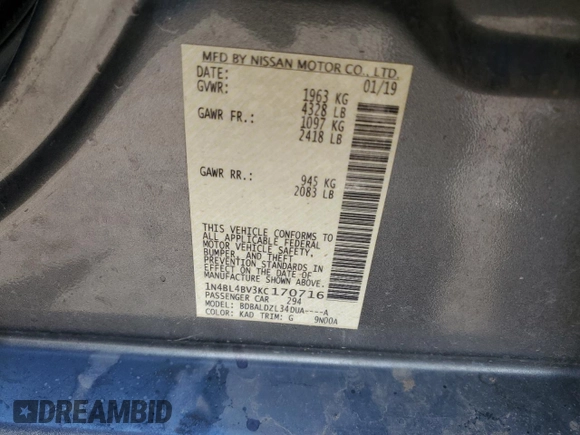 MFD BY NISSAN MOTOR CO., LTD.
DATE: 01/19
GVWR: 1963 KG
4328 LB
GAWR FR.: 1097 KG
2418 LB
GAWR RR.: 945 KG
2083 LB
THIS VEHICLE CONFORMS TO
ALL APPLICABLE FEDERAL
MOTOR VEHICLE SAFETY,
BUMPER, AND THEFT
PREVENTION STANDARDS IN
EFFECT ON THE DATE OF
MANUFACTURE SHOWN ABOVE.
1N4BL4BV3KC170716
PASSENGER CAR 294
MODEL: BDBALDZL34DUA----A
COLOR: KAD TRIM: G 9N00A
DREAMBID